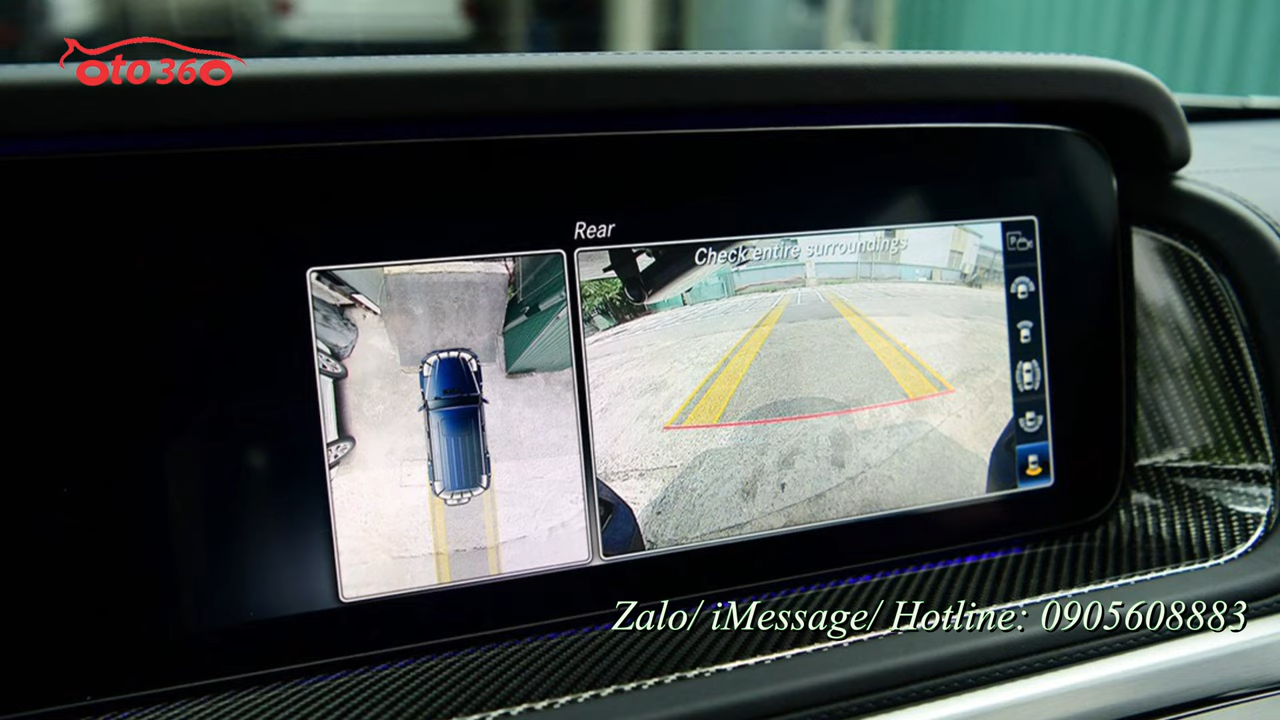 oto360
Rear
Check entire surroundings
P
Zalo/ iMessage/ Hotline: 0905608883